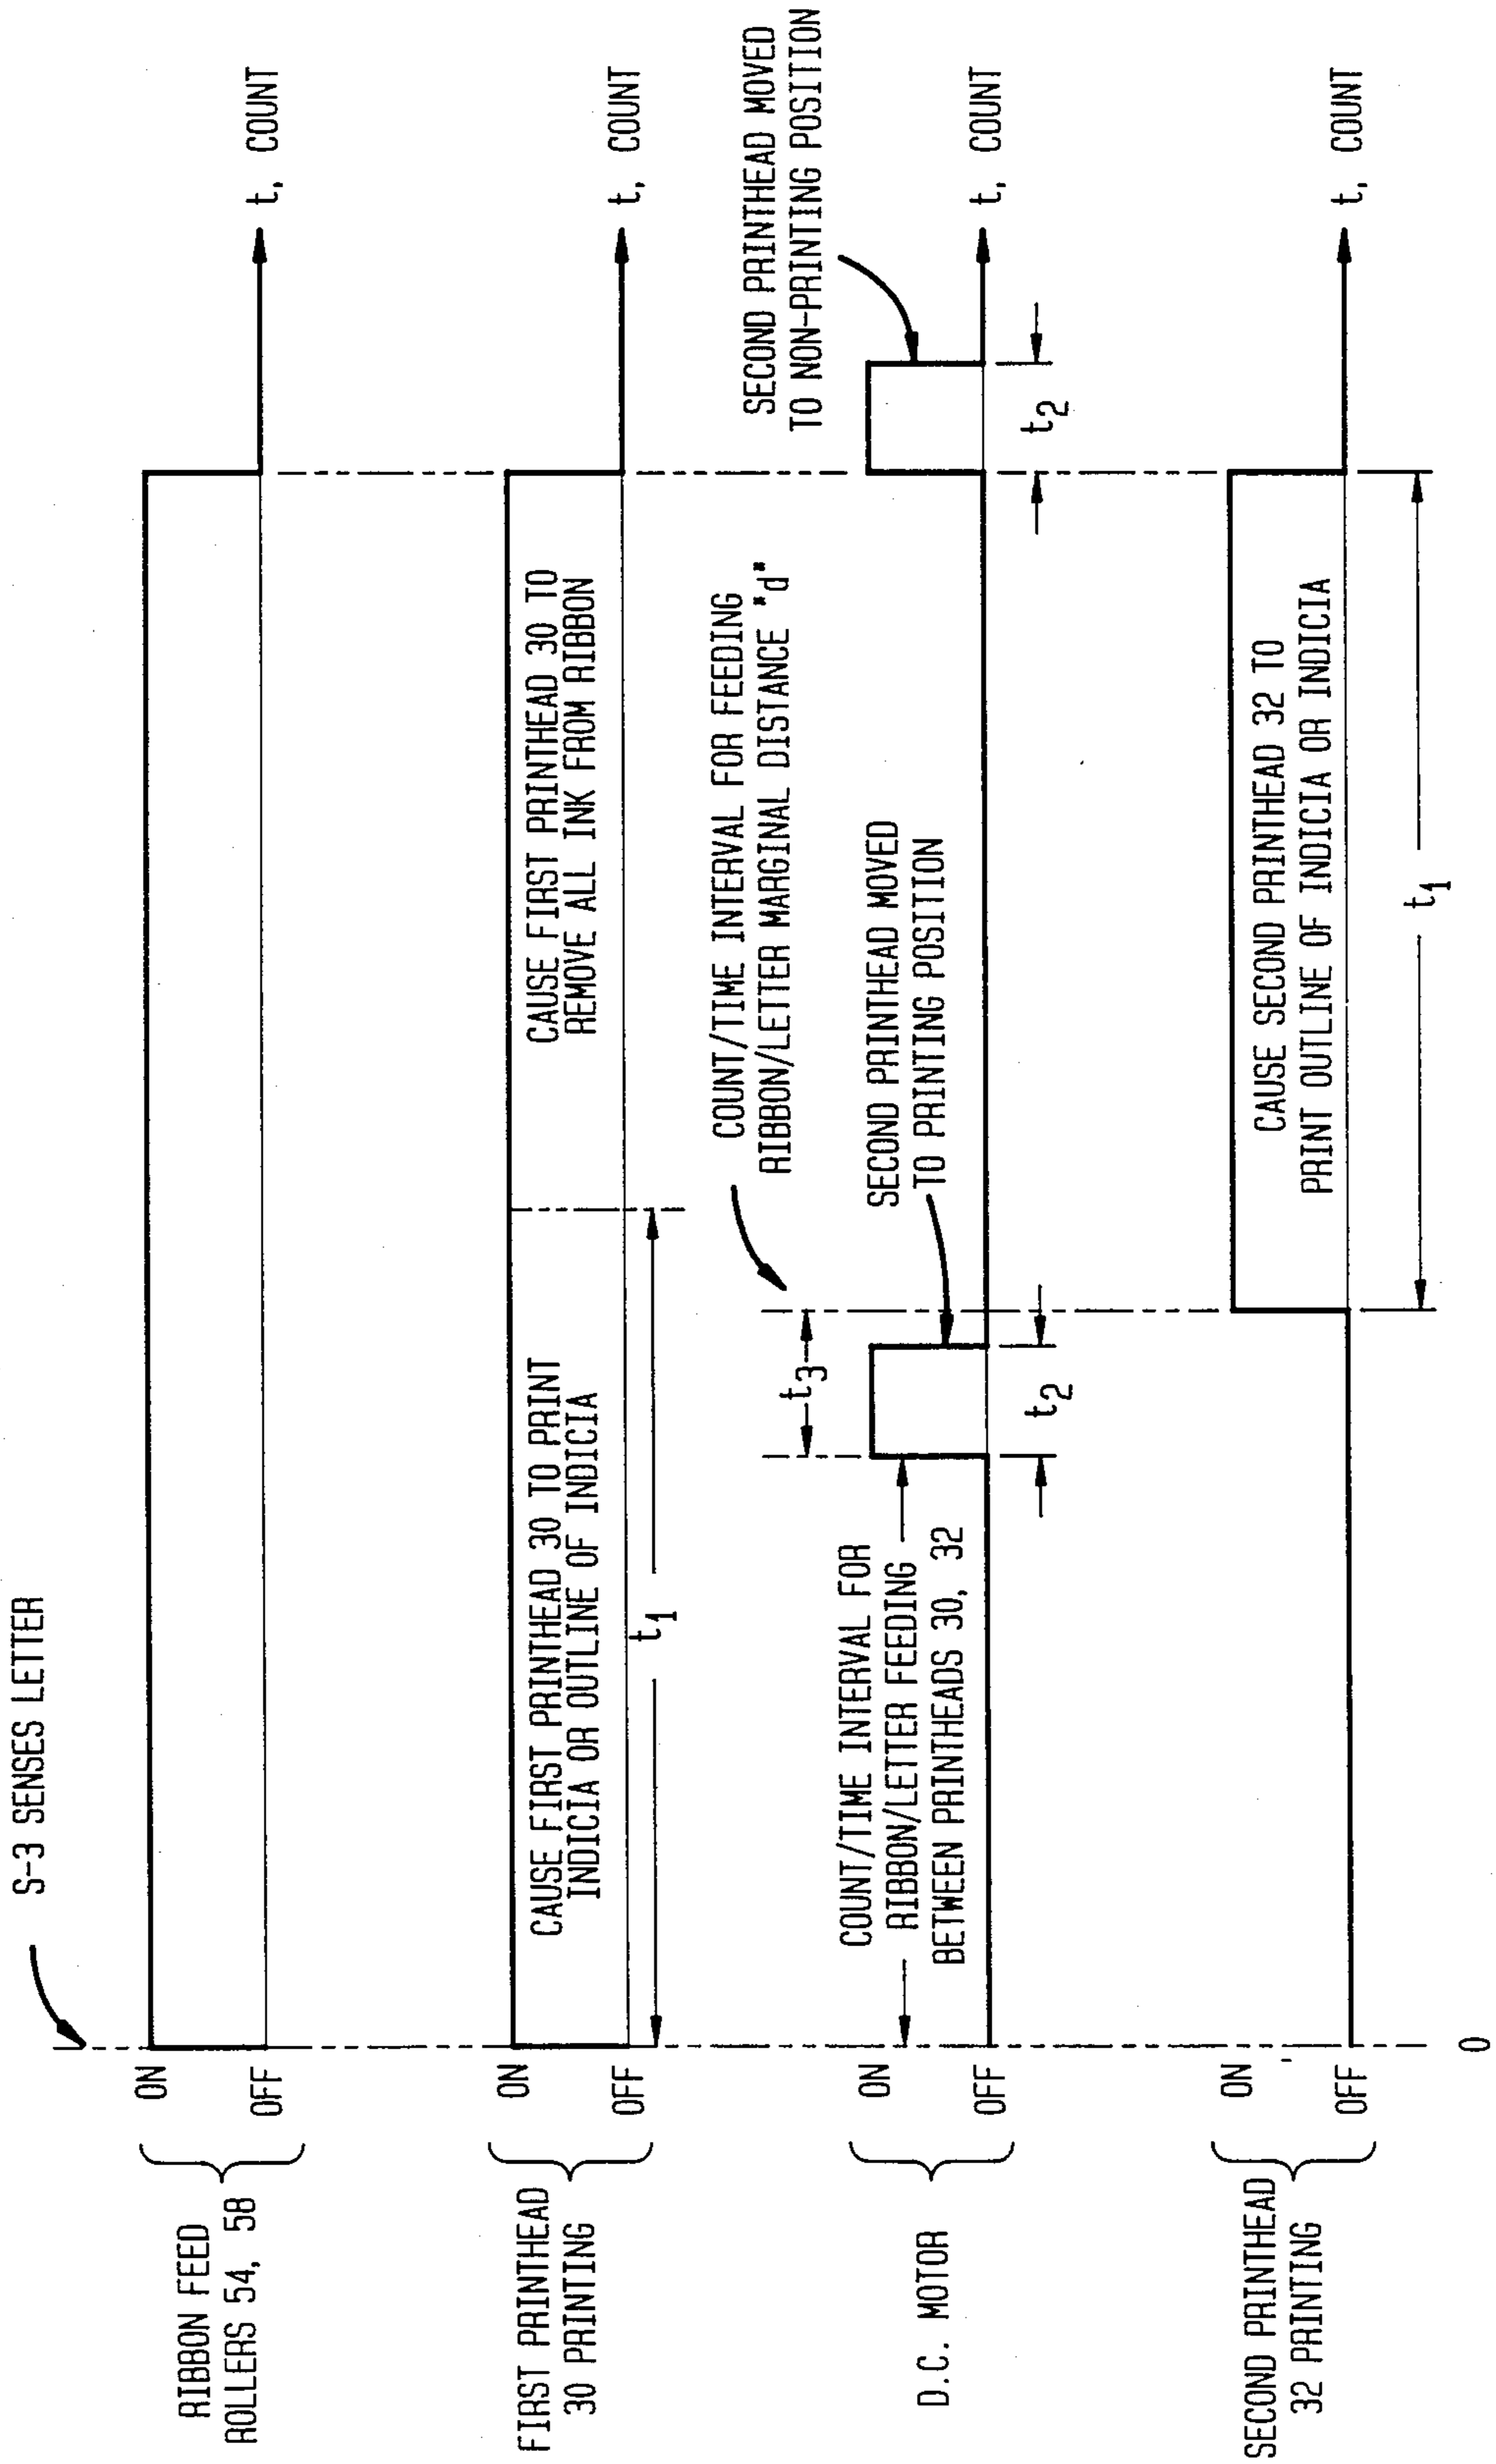 S-3 SENSES LETTER
RIBBON FEED
ROLLERS 54, 58
ON
OFF
t, COUNT
FIRST PRINTHEAD
30 PRINTING
ON
OFF
CAUSE FIRST PRINTHEAD 30 TO PRINT
INDICIA OR OUTLINE OF INDICIA
t1
CAUSE FIRST PRINTHEAD 30 TO
REMOVE ALL INK FROM RIBBON
t, COUNT
COUNT/TIME INTERVAL FOR FEEDING
RIBBON/LETTER MARGINAL DISTANCE "d"
D.C. MOTOR
ON
OFF
COUNT/TIME INTERVAL FOR
RIBBON/LETTER FEEDING
BETWEEN PRINTHEADS 30, 32
t3
t2
SECOND PRINTHEAD MOVED
TO PRINTING POSITION
SECOND PRINTHEAD MOVED
TO NON-PRINTING POSITION
t2
t, COUNT
SECOND PRINTHEAD
32 PRINTING
ON
OFF
CAUSE SECOND PRINTHEAD 32 TO
PRINT OUTLINE OF INDICIA OR INDICIA
t1
t, COUNT
0